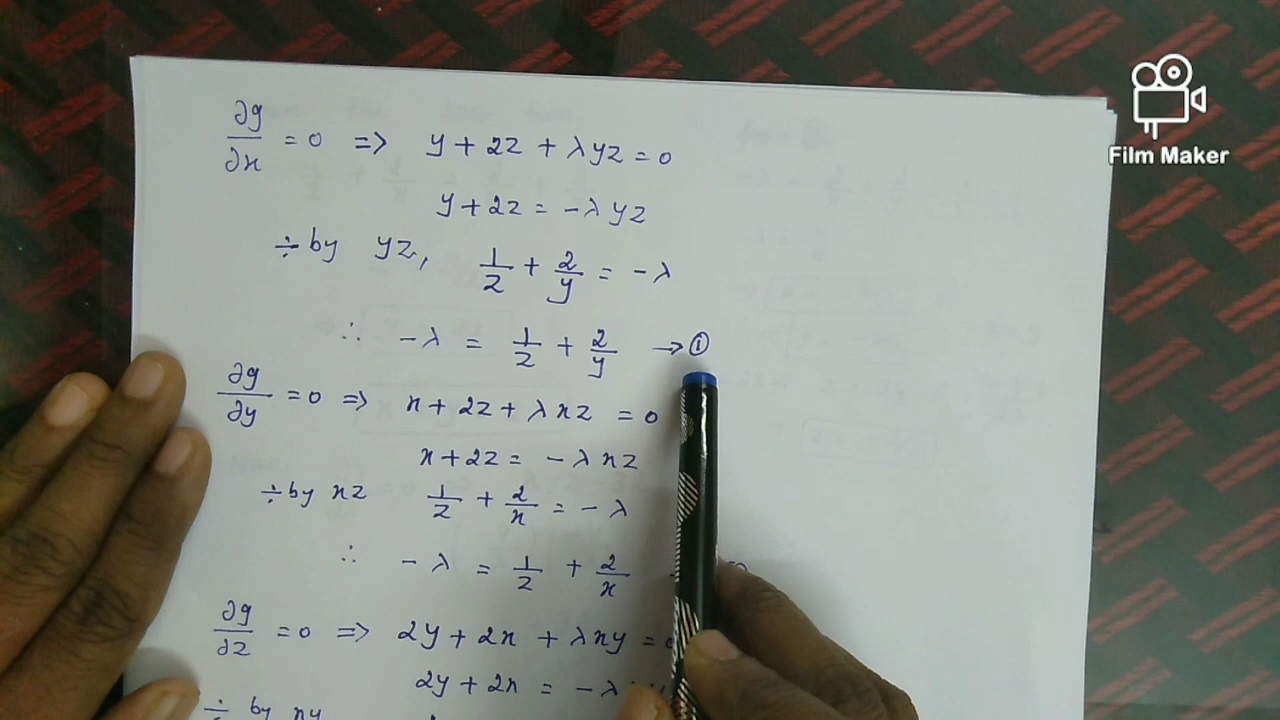 ∂g/∂x = 0 => y + 2z + λyz = 0
y + 2z = -λyz
÷ by yz, 1/z + 2/y = -λ
∴ -λ = 1/z + 2/y → ①
∂g/∂y = 0 => x + 2z + λxz = 0
x + 2z = -λxz
÷ by xz 1/z + 2/x = -λ
∴ -λ = 1/z + 2/x
∂g/∂z = 0 => 2y + 2x + λxy =
2y + 2x = -λ
÷ by xy
Film Maker